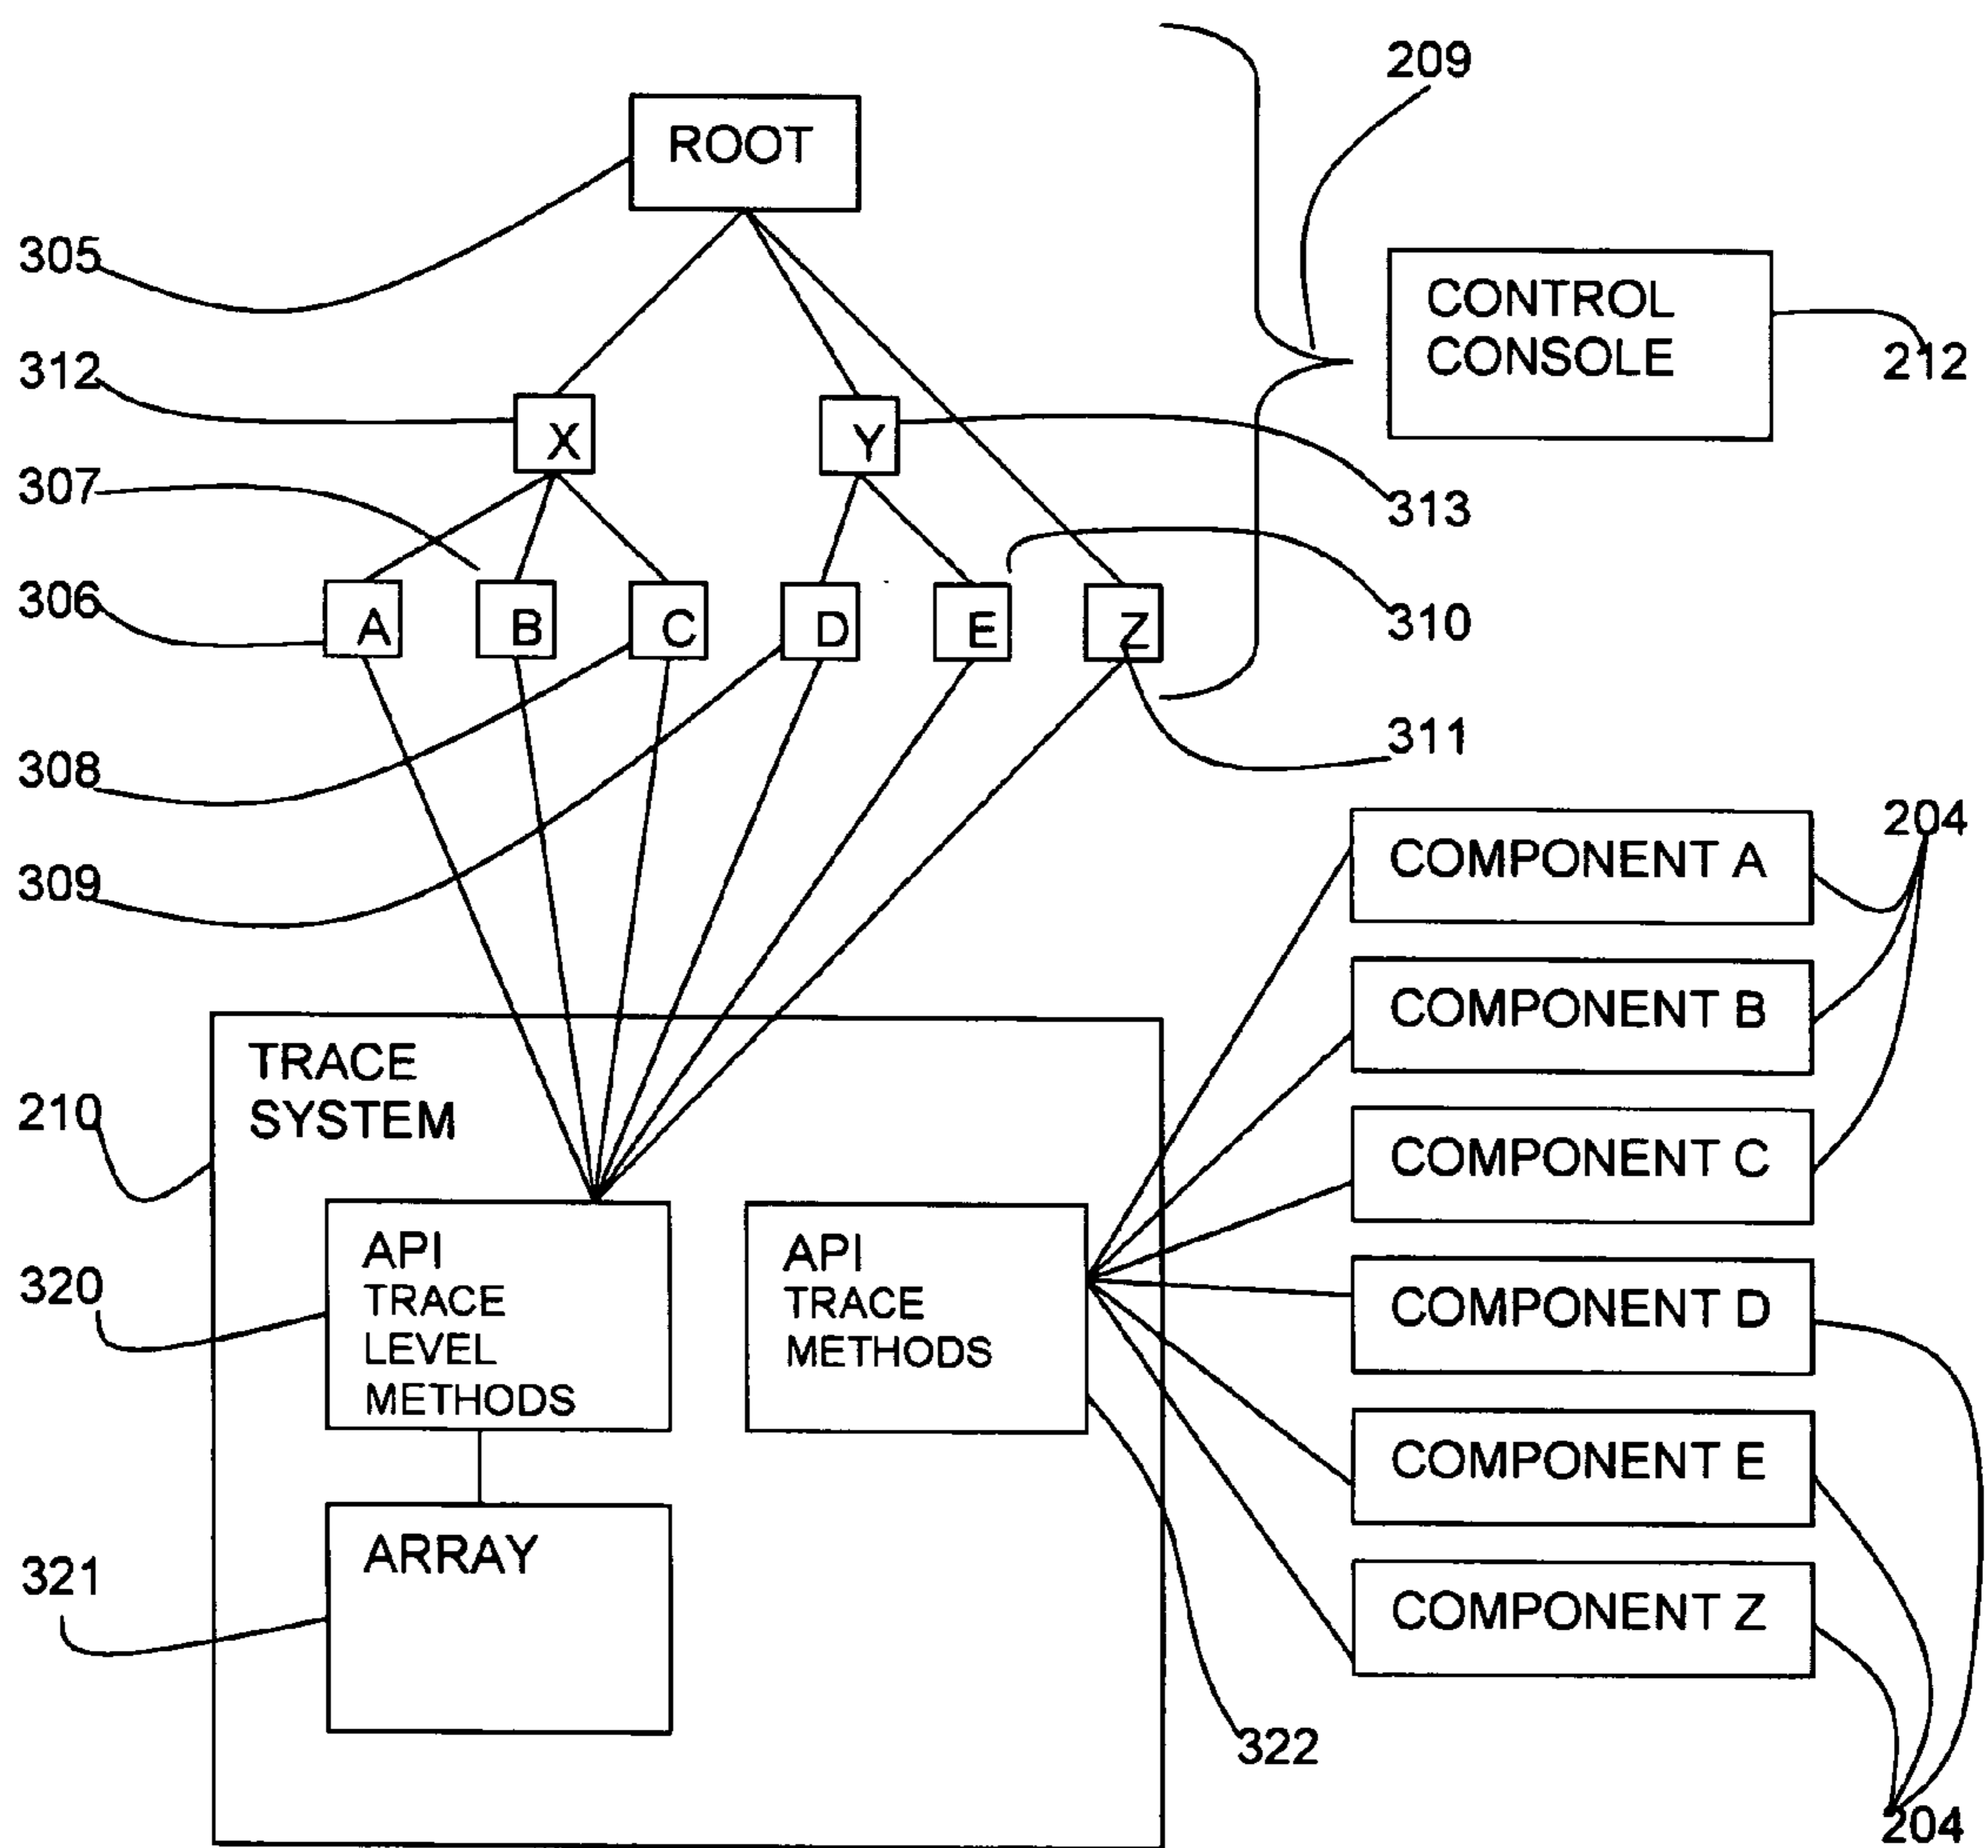 209
ROOT
305
CONTROL
CONSOLE
212
312
X
Y
307
313
306
A
B
C
D
E
Z
310
308
311
309
204
COMPONENT A
COMPONENT B
COMPONENT C
COMPONENT D
COMPONENT E
COMPONENT Z
204
210
TRACE
SYSTEM
320
API
TRACE
LEVEL
METHODS
API
TRACE
METHODS
321
ARRAY
322